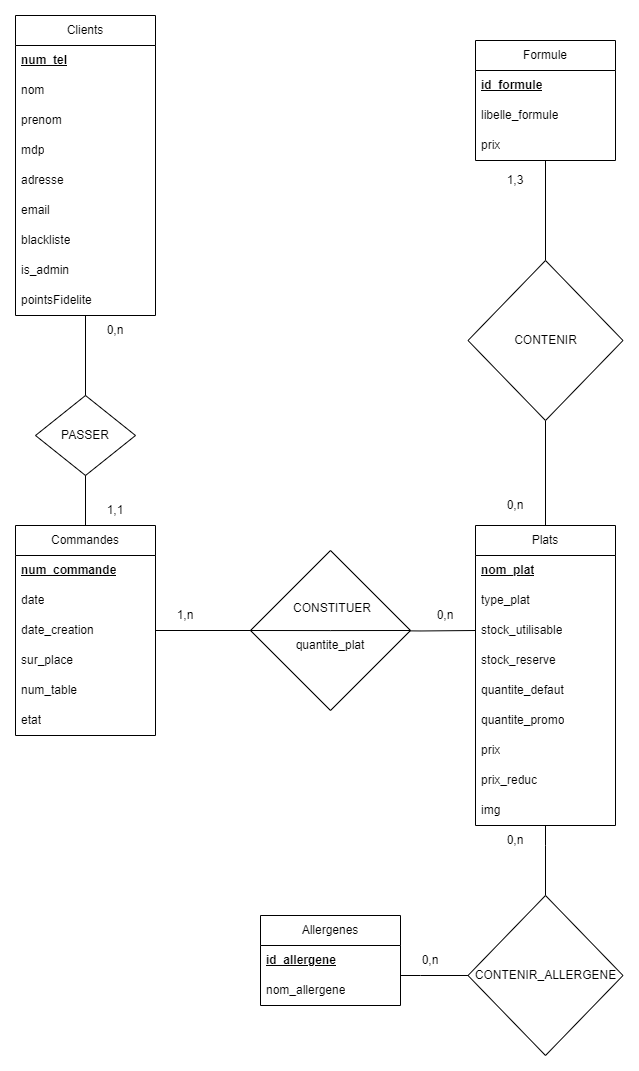 Clients
num_tel
nom
prenom
mdp
adresse
email
blackliste
is_admin
pointsFidelite
0,n
PASSER
1,1
Formule
id_formule
libelle_formule
prix
1,3
CONTENIR
0,n
Commandes
num_commande
date
date_creation
sur_place
num_table
etat
1,n
CONSTITUER
quantite_plat
0,n
Plats
nom_plat
type_plat
stock_utilisable
stock_reserve
quantite_defaut
quantite_promo
prix
prix_reduc
img
0,n
Allergenes
id_allergene
nom_allergene
0,n
CONTENIR_ALLERGENE